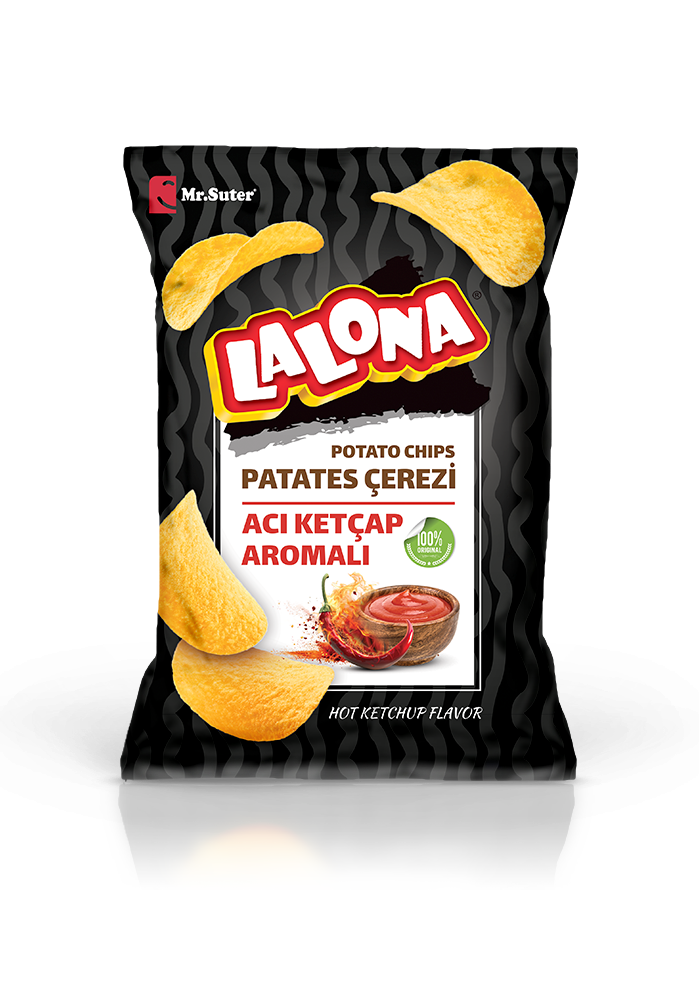 Mr.Suter®
LALONA®
POTATO CHIPS
PATATES ÇEREZİ
ACI KETÇAP
AROMALI
100%
ORIGINAL
HOT KETCHUP FLAVOR